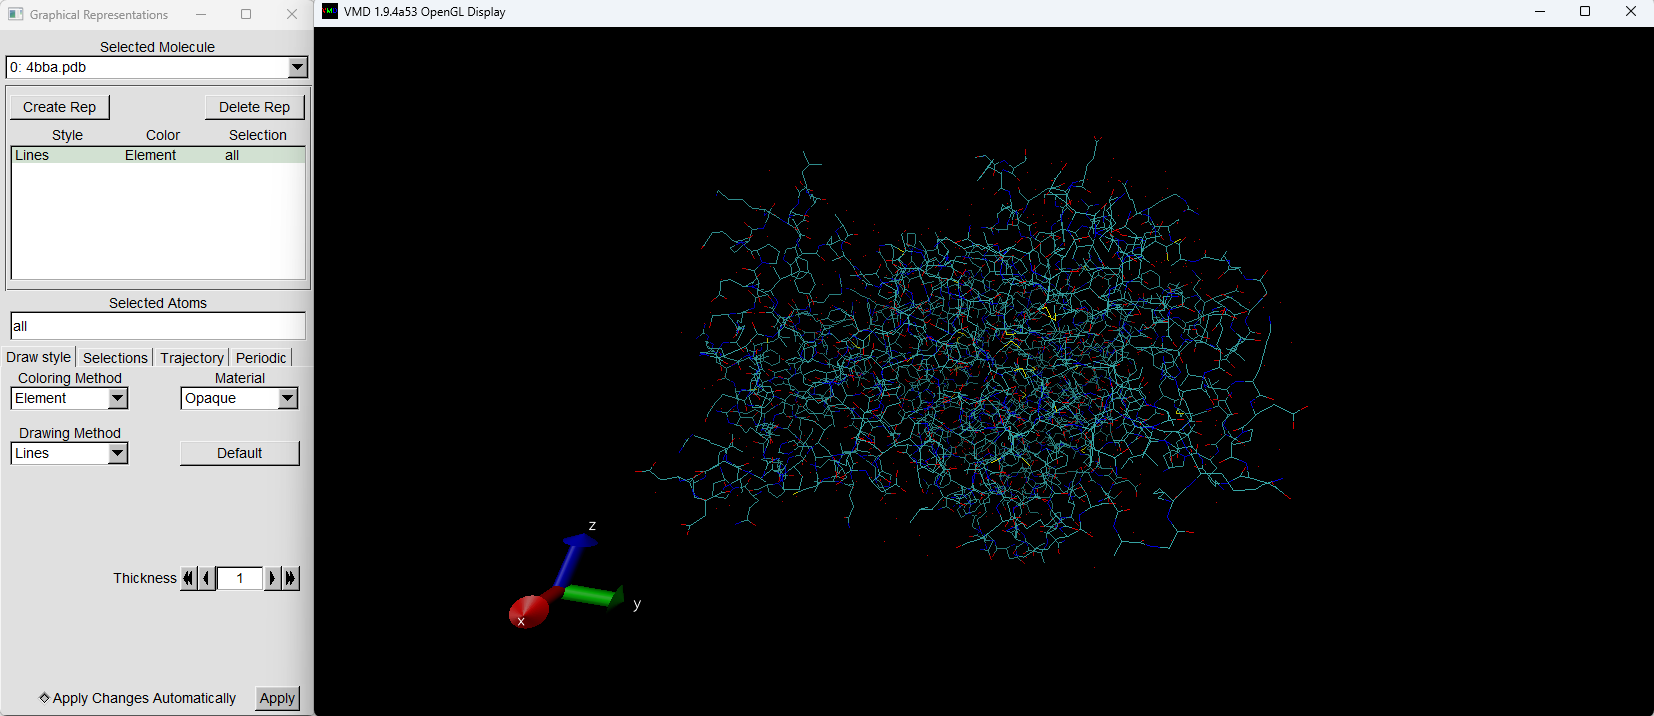 Graphical Representations
Selected Molecule
0: 4bba.pdb
Create Rep Delete Rep
Style Color Selection
Lines Element all
Selected Atoms
all
Draw style Selections Trajectory Periodic
Coloring Method Material
Element Opaque
Drawing Method
Lines Default
Thickness 1
Apply Changes Automatically Apply
VMD 1.9.4a53 OpenGL Display
z
y
x